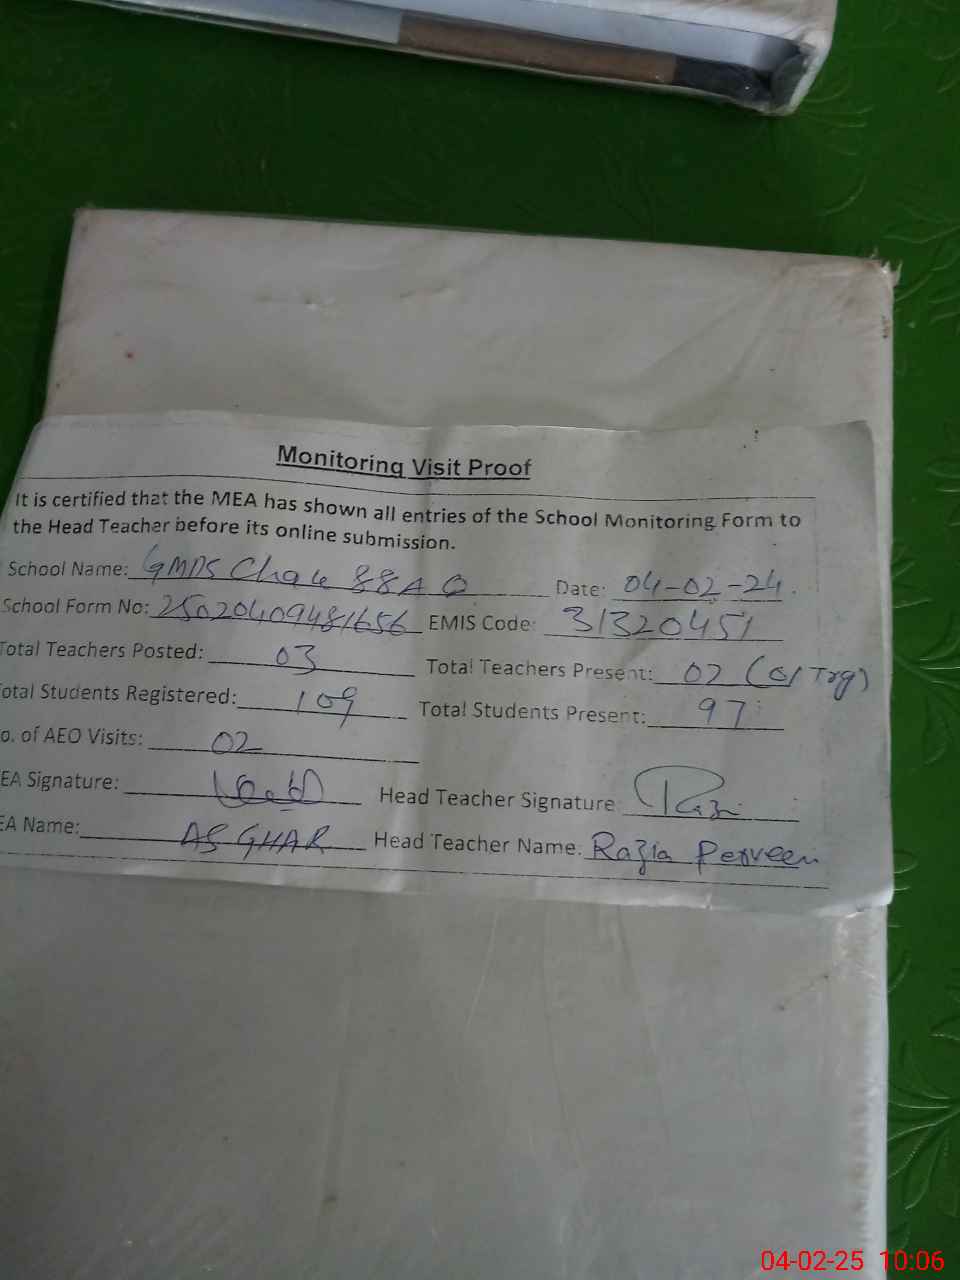 Monitoring Visit Proof
It is certified that the MEA has shown all entries of the School Monitoring Form to
the Head Teacher before its online submission.
School Name: GMPS Chak 88 A Date: 04-02-24
School Form No: 25020409481656 EMIS Code: 31320451
Total Teachers Posted: 03 Total Teachers Present: 02 (01 Trg)
otal Students Registered: 109 Total Students Present: 97
o. of AEO Visits: 02
EA Signature: Head Teacher Signature: Razi
EA Name: ASGHAR Head Teacher Name: Razia Perveen
04-02-25 10:06